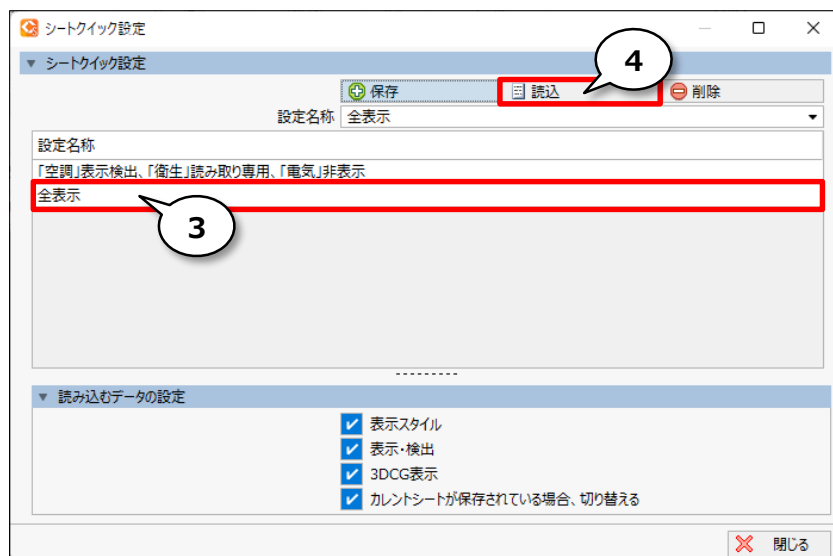 シートクイック設定
シートクイック設定
4
保存 読込 削除
設定名称 全表示
設定名称
「空調」表示検出、「衛生」読み取り専用、「電気」非表示
全表示
3
読み込むデータの設定
表示スタイル
表示・検出
3DCG表示
カレントシートが保存されている場合、切り替える
閉じる